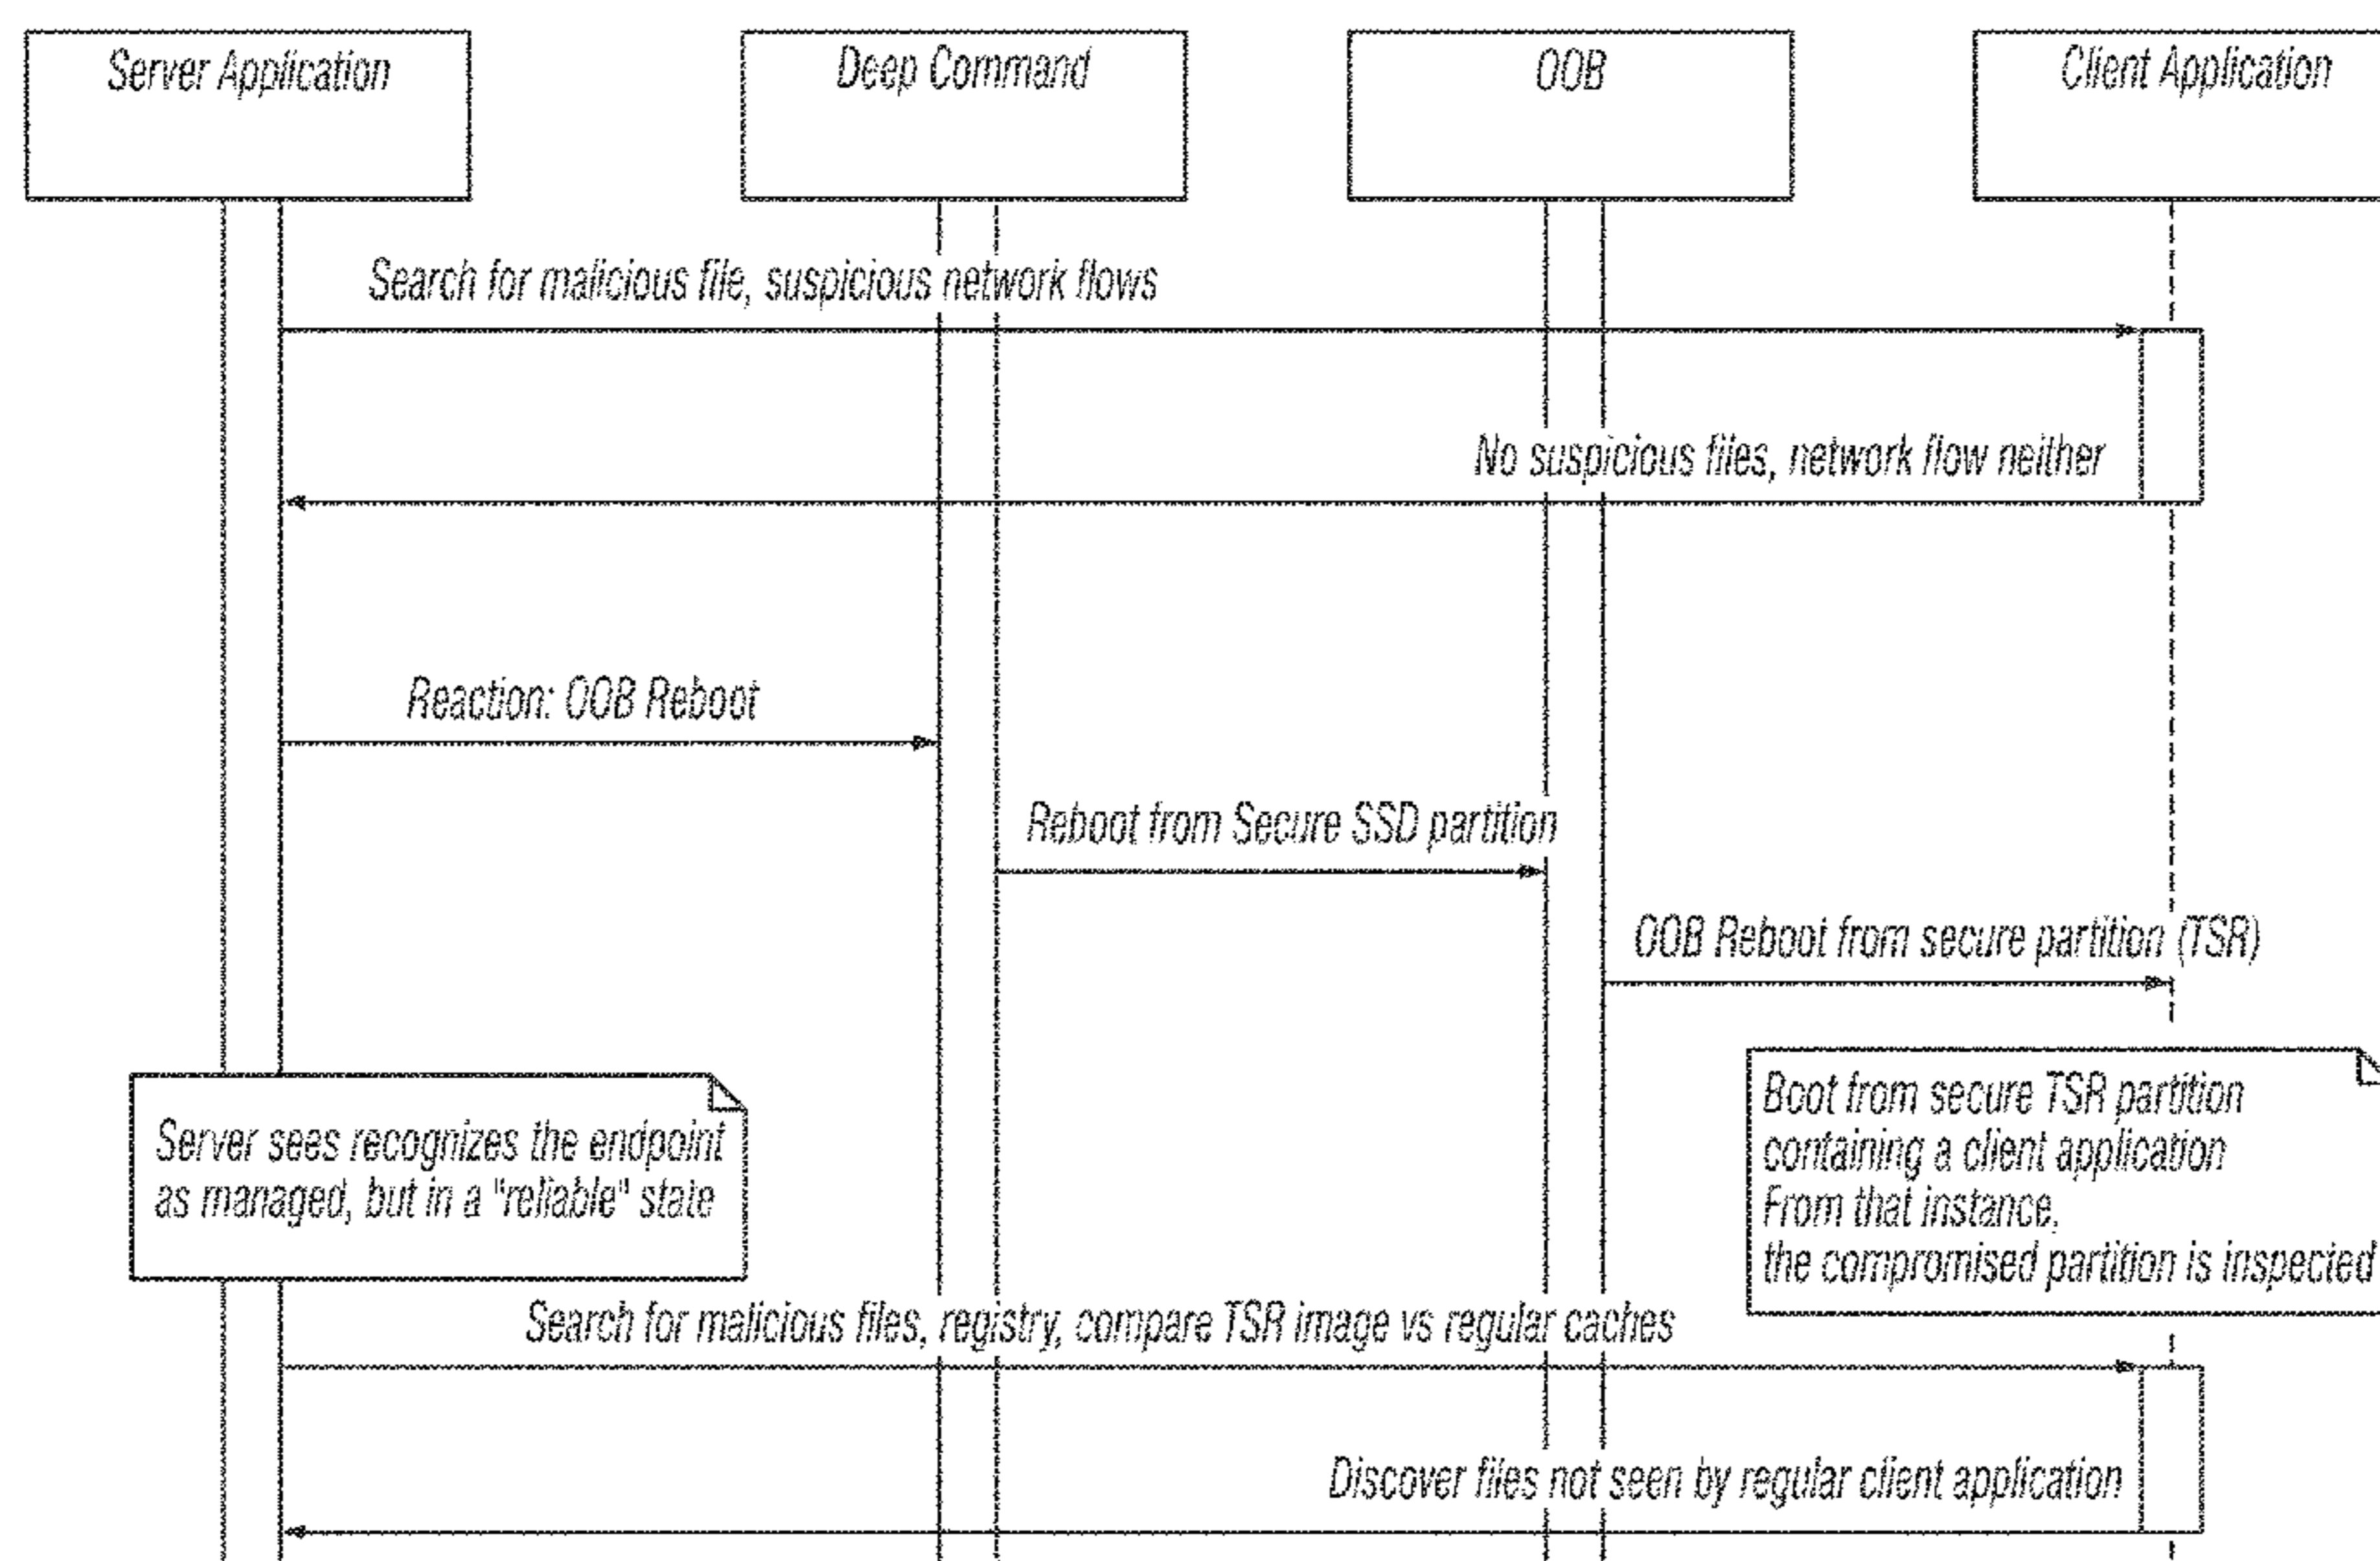 Server Application
Deep Command
OOB
Client Application
Search for malicious file, suspicious network flows
No suspicious files, network flow neither
Reaction: OOB Reboot
Reboot from Secure SSD partition
OOB Reboot from secure partition (TSR)
Boot from secure TSR partition
containing a client application
From that instance,
the compromised partition is inspected
Server sees recognizes the endpoint
as managed, but in a "reliable" state
Search for malicious files, registry, compare TSR image vs regular caches
Discover files not seen by regular client application